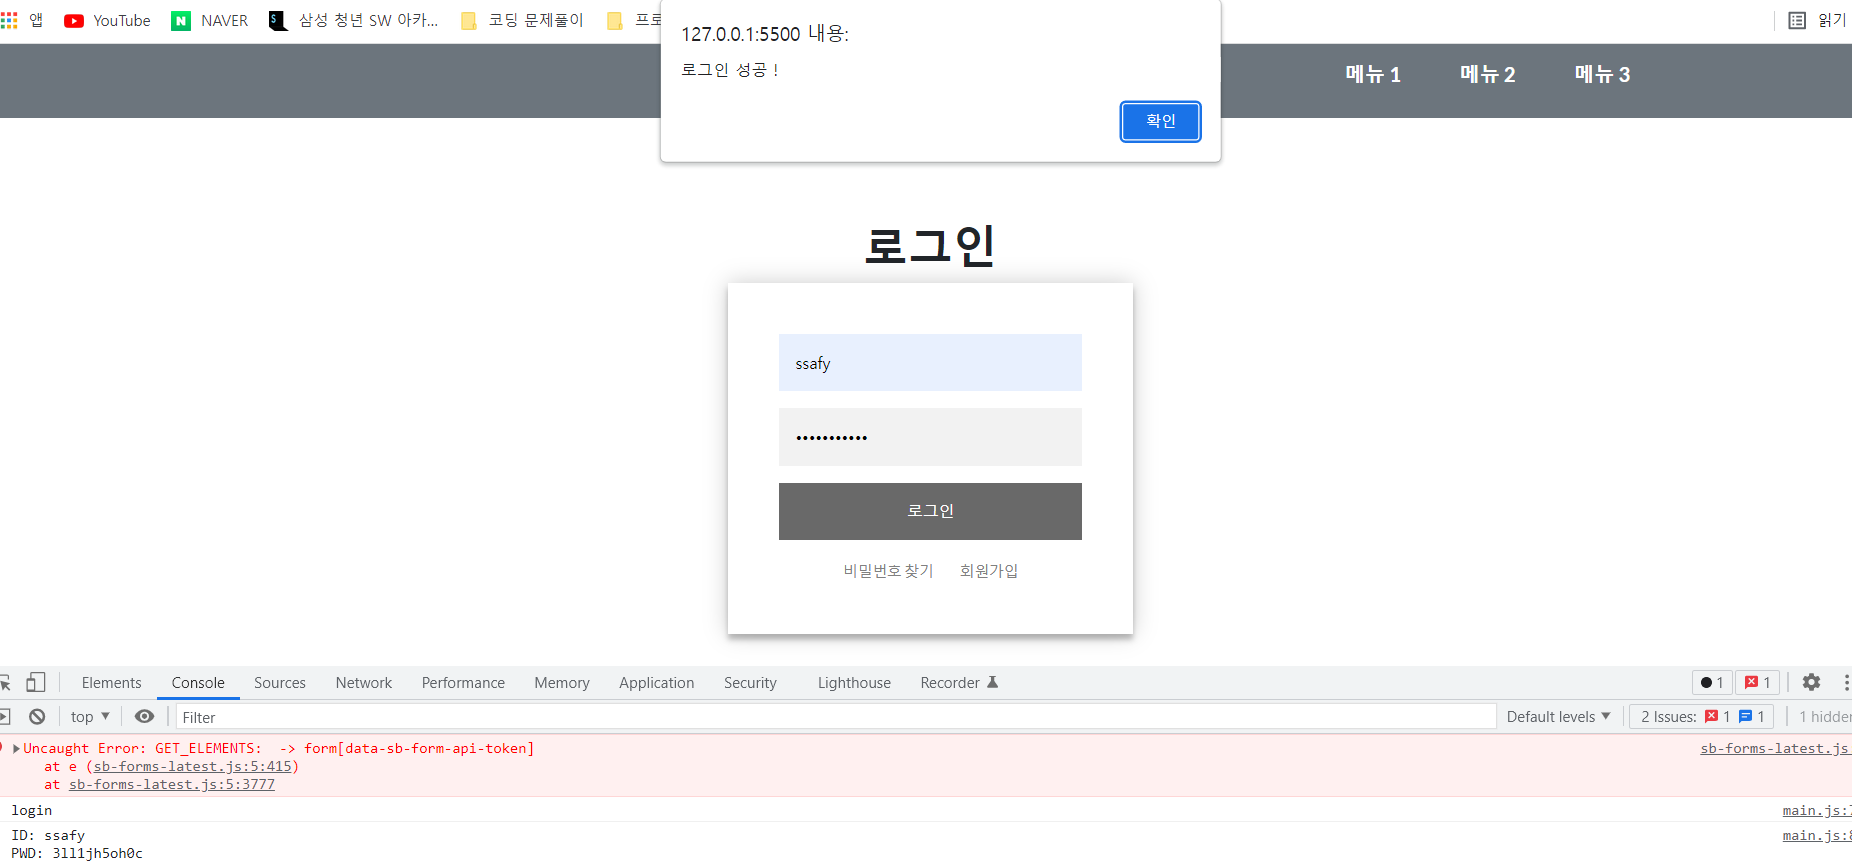 앱 YouTube NAVER 삼성 청년 SW 아카... 코딩 문제풀이 프로 읽기
127.0.0.1:5500 내용:
로그인 성공 !
확인
메뉴 1 메뉴 2 메뉴 3
로그인
ssafy
•••••••••••
로그인
비밀번호 찾기 회원가입
Elements Console Sources Network Performance Memory Application Security Lighthouse Recorder 1 1
top Filter Default levels 2 Issues: 1 1 1 hidden
Uncaught Error: GET_ELEMENTS: -> form[data-sb-form-api-token] sb-forms-latest.js
at e (sb-forms-latest.js:5:415)
at sb-forms-latest.js:5:3777
login main.js:7
ID: ssafy main.js:8
PWD: 3ll1jh5oh0c